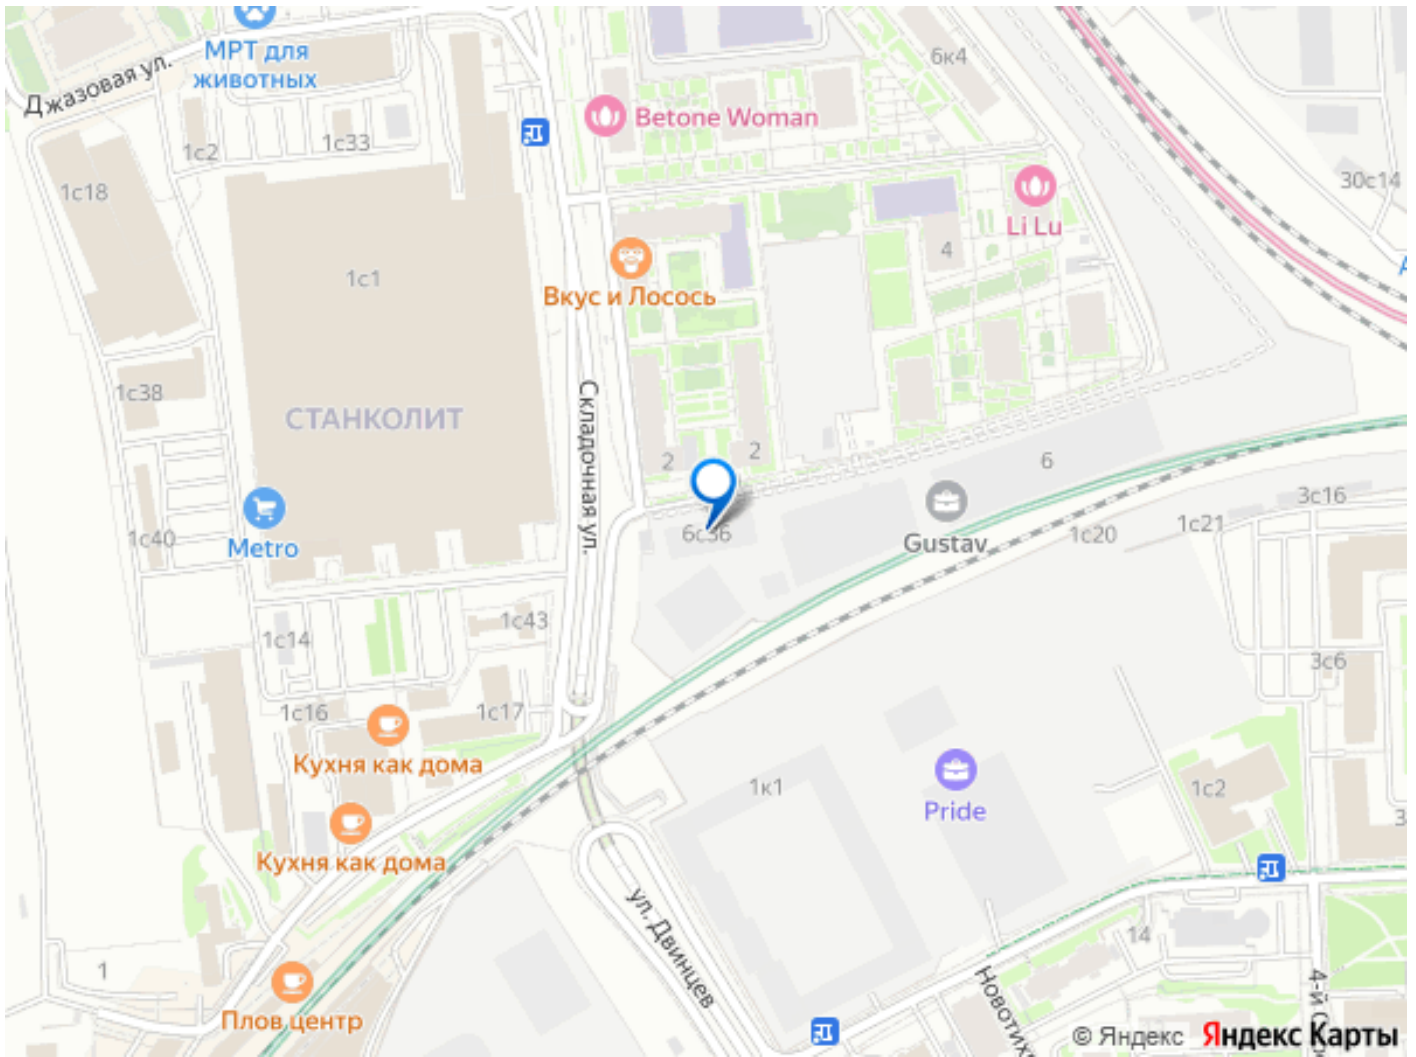 МРТ для
животных
6к4
Джазовая ул.
Betone Woman
1с33
1с2
30с14
1с18
Li Lu
4
1с1
Вкус и Лосось
1с38
СТАНКОЛИТ
Складочная ул.
2
2
6
3с16
Metro
1с40
6с36
Gustav
1с20
1с21
1с43
1с14
3с6
1с16
1с17
Кухня как дома
1к1
1с2
Pride
Кухня как дома
ул. Двинцев
14
1
Плов центр
© Яндекс Яндекс Карты